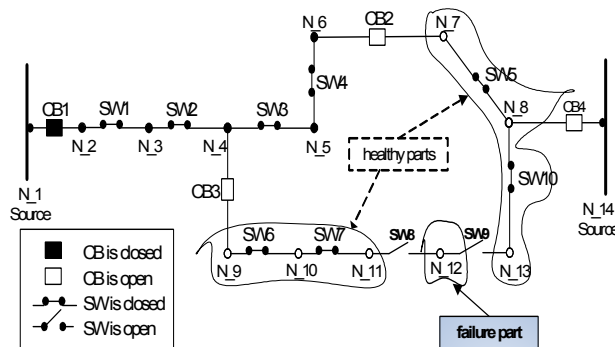 N_6
CB2
N_7
SW4
SW5
CB1
SW1
SW2
SW3
N_8
CB4
N_2
N_3
N_4
N_5
healthy parts
N_1
Source
CB3
SW10
N_14
Source
SW6
SW7
SW8
SW9
N_9
N_10
N_11
N_12
N_13
CB is closed
CB is open
SW is closed
SW is open
failure part